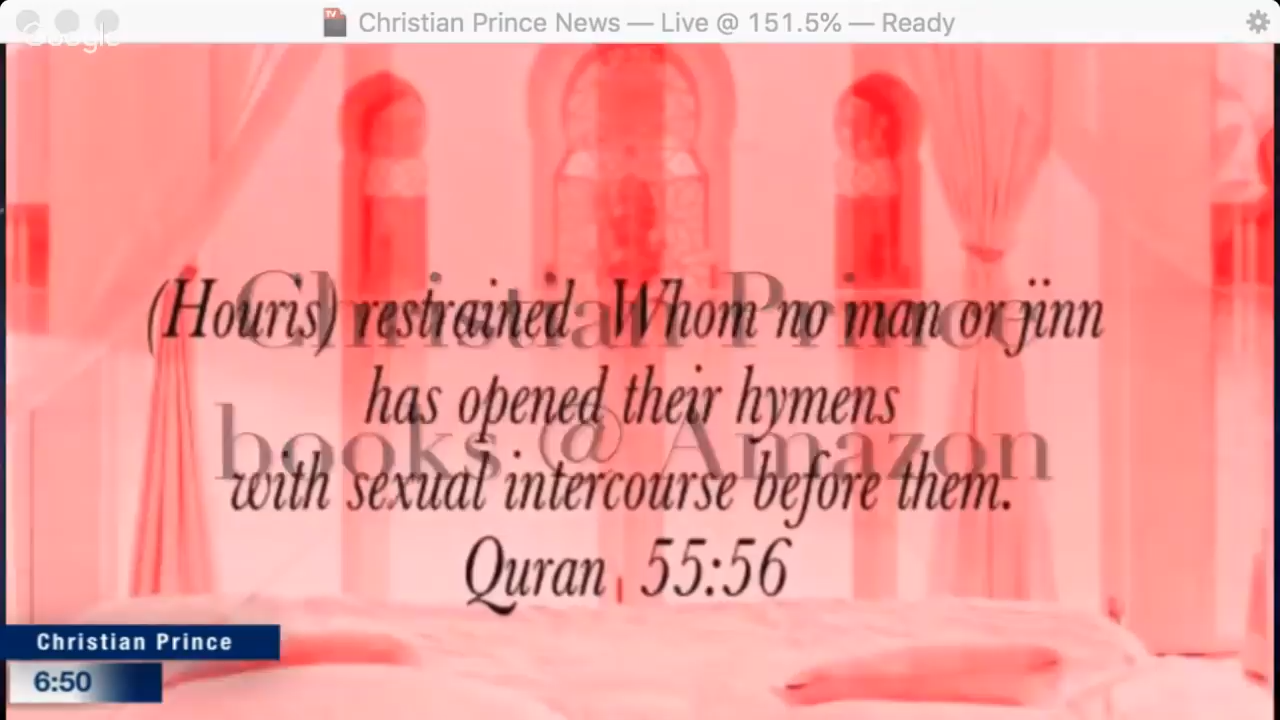 Christian Prince News — Live @ 151.5% — Ready
Google
Christian Prince
books @ Amazon
(Houris) restrained Whom no man or jinn
has opened their hymens
with sexual intercourse before them.
Quran 55:56
Christian Prince
6:50